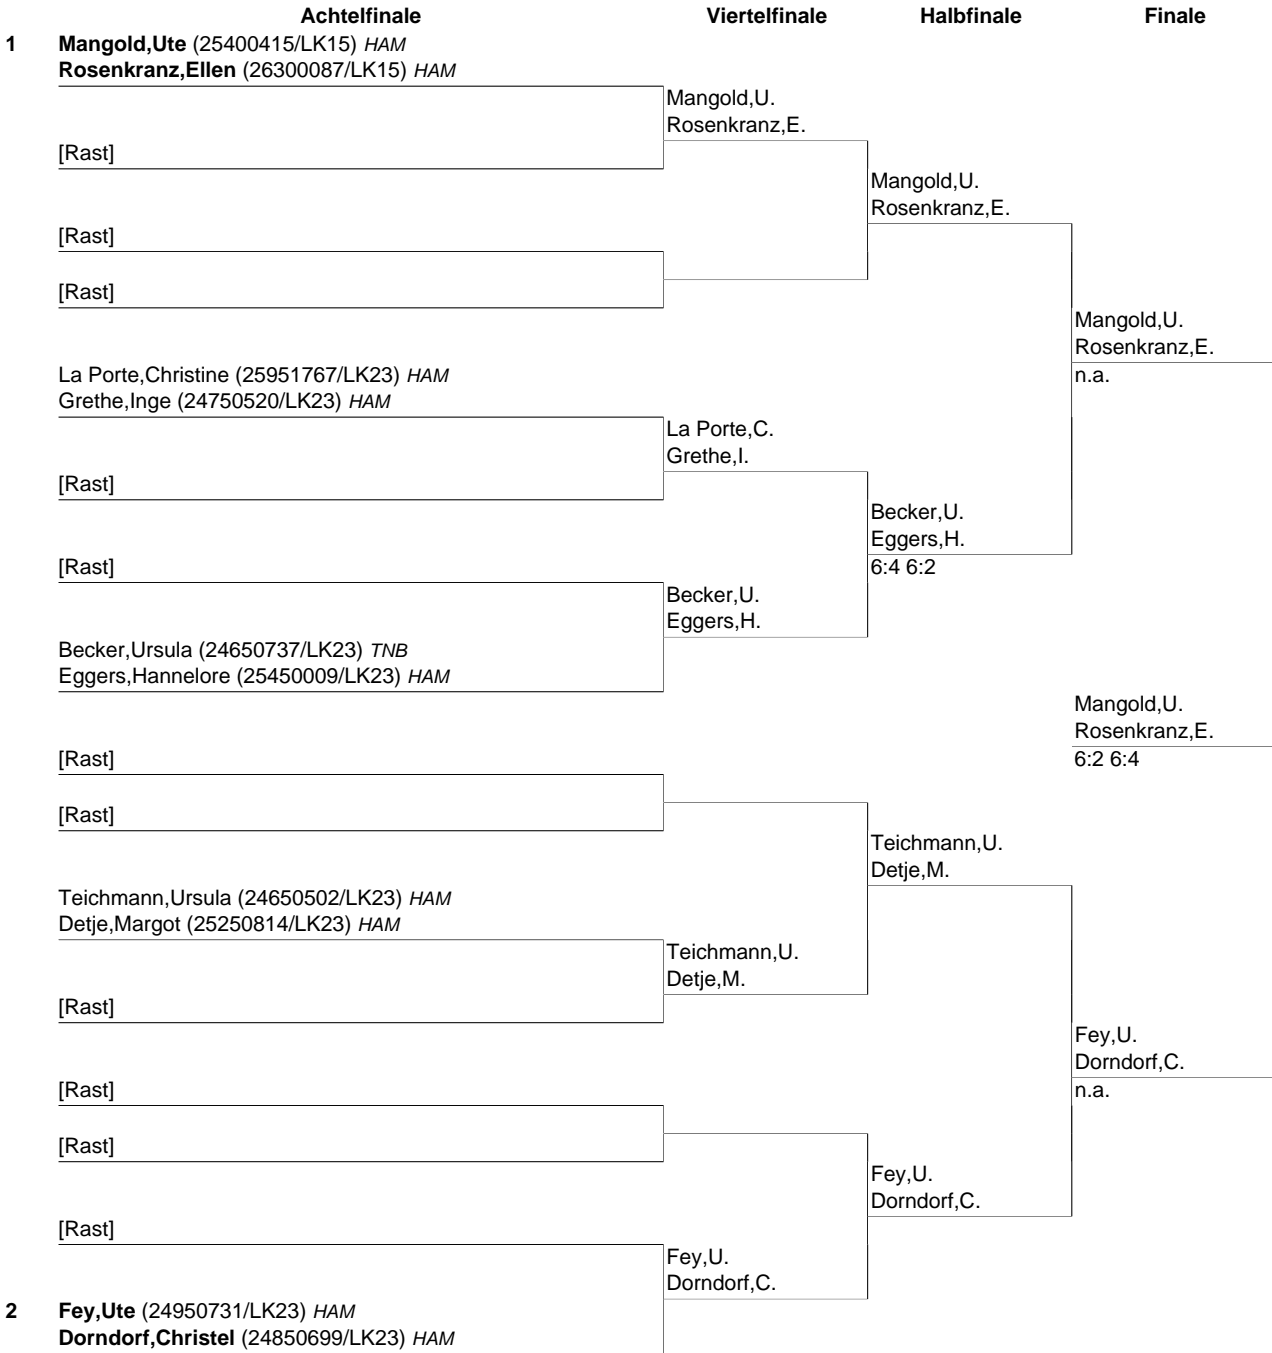 Achtelfinale Viertelfinale Halbfinale Finale
1 Mangold,Ute (25400415/LK15) HAM
Rosenkranz,Ellen (26300087/LK15) HAM
Mangold,U.
Rosenkranz,E.
[Rast]
Mangold,U.
Rosenkranz,E.
[Rast]
[Rast]
Mangold,U.
Rosenkranz,E.
La Porte,Christine (25951767/LK23) HAM n.a.
Grethe,Inge (24750520/LK23) HAM
La Porte,C.
Grethe,I.
[Rast]
Becker,U.
Eggers,H.
[Rast] 6:4 6:2
Becker,U.
Eggers,H.
Becker,Ursula (24650737/LK23) TNB
Eggers,Hannelore (25450009/LK23) HAM
Mangold,U.
Rosenkranz,E.
[Rast] 6:2 6:4
[Rast]
Teichmann,U.
Detje,M.
Teichmann,Ursula (24650502/LK23) HAM
Detje,Margot (25250814/LK23) HAM
Teichmann,U.
Detje,M.
[Rast]
Fey,U.
Dorndorf,C.
[Rast] n.a.
[Rast]
Fey,U.
Dorndorf,C.
[Rast]
Fey,U.
Dorndorf,C.
2 Fey,Ute (24950731/LK23) HAM
Dorndorf,Christel (24850699/LK23) HAM